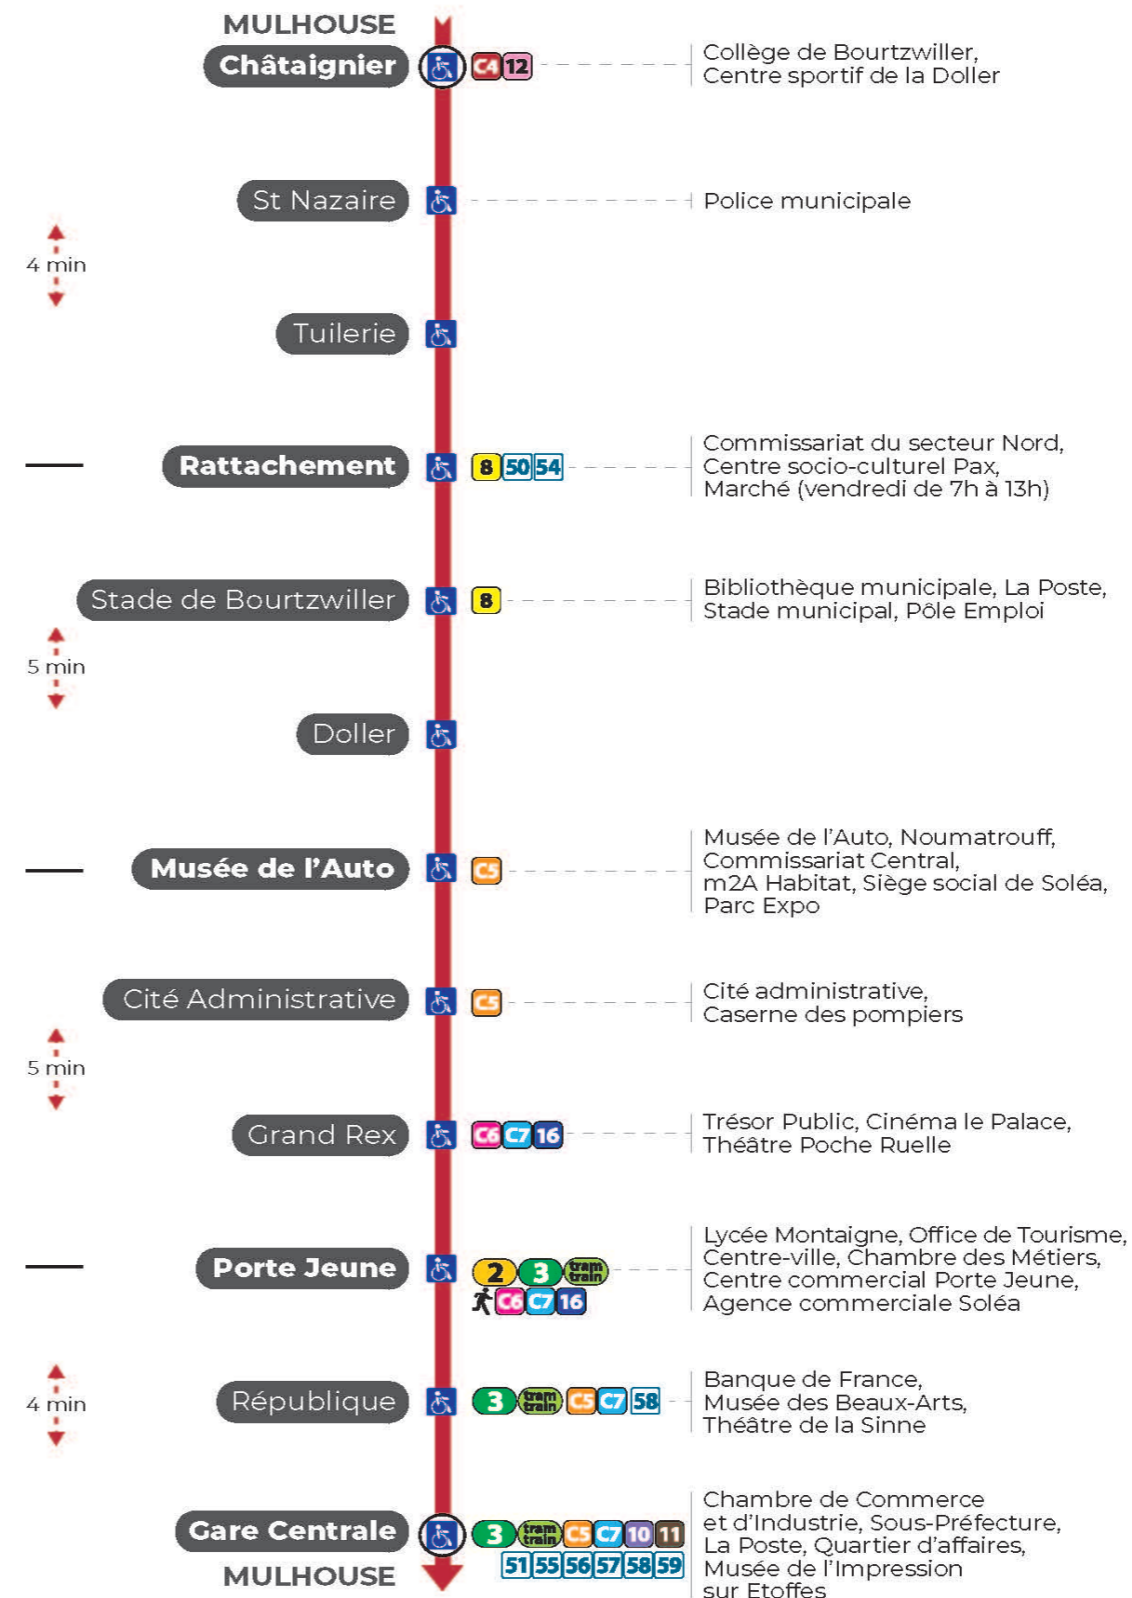 MULHOUSE
Châtaignier C4 12 Collège de Bourtzwiller,
Centre sportif de la Doller
St Nazaire Police municipale
4 min
Tuilerie
Rattachement 8 50 54 Commissariat du secteur Nord,
Centre socio-culturel Pax,
Marché (vendredi de 7h à 13h)
Stade de Bourtzwiller 8 Bibliothèque municipale, La Poste,
Stade municipal, Pôle Emploi
5 min
Doller
Musée de l'Auto C5 Musée de l'Auto, Noumatrouff,
Commissariat Central,
m2A Habitat, Siège social de Soléa,
Parc Expo
Cité Administrative C5 Cité administrative,
Caserne des pompiers
5 min
Grand Rex C6 C7 16 Trésor Public, Cinéma le Palace,
Théâtre Poche Ruelle
Porte Jeune 2 3 tram train Lycée Montaigne, Office de Tourisme,
Centre-ville, Chambre des Métiers,
Centre commercial Porte Jeune,
C6 C7 16 Agence commerciale Soléa
4 min
République 3 tram train C5 C7 58 Banque de France,
Musée des Beaux-Arts,
Théâtre de la Sinne
Gare Centrale 3 tram train C5 C7 10 11 Chambre de Commerce
et d'Industrie, Sous-Préfecture,
La Poste, Quartier d'affaires,
51 55 56 57 58 59 Musée de l'Impression
sur Etoffes
MULHOUSE